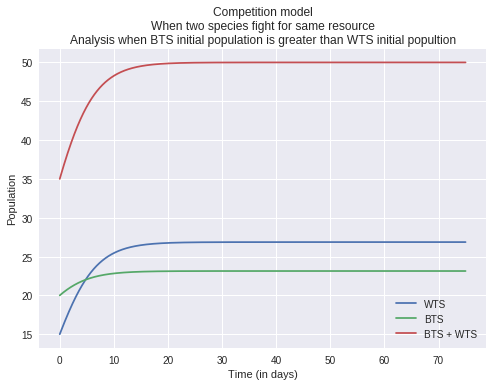 Competition model
When two species fight for same resource
Analysis when BTS initial population is greater than WTS initial popultion
50
45
40
35
30
25
20
15
Population
0 10 20 30 40 50 60 70
Time (in days)
WTS
BTS
BTS + WTS